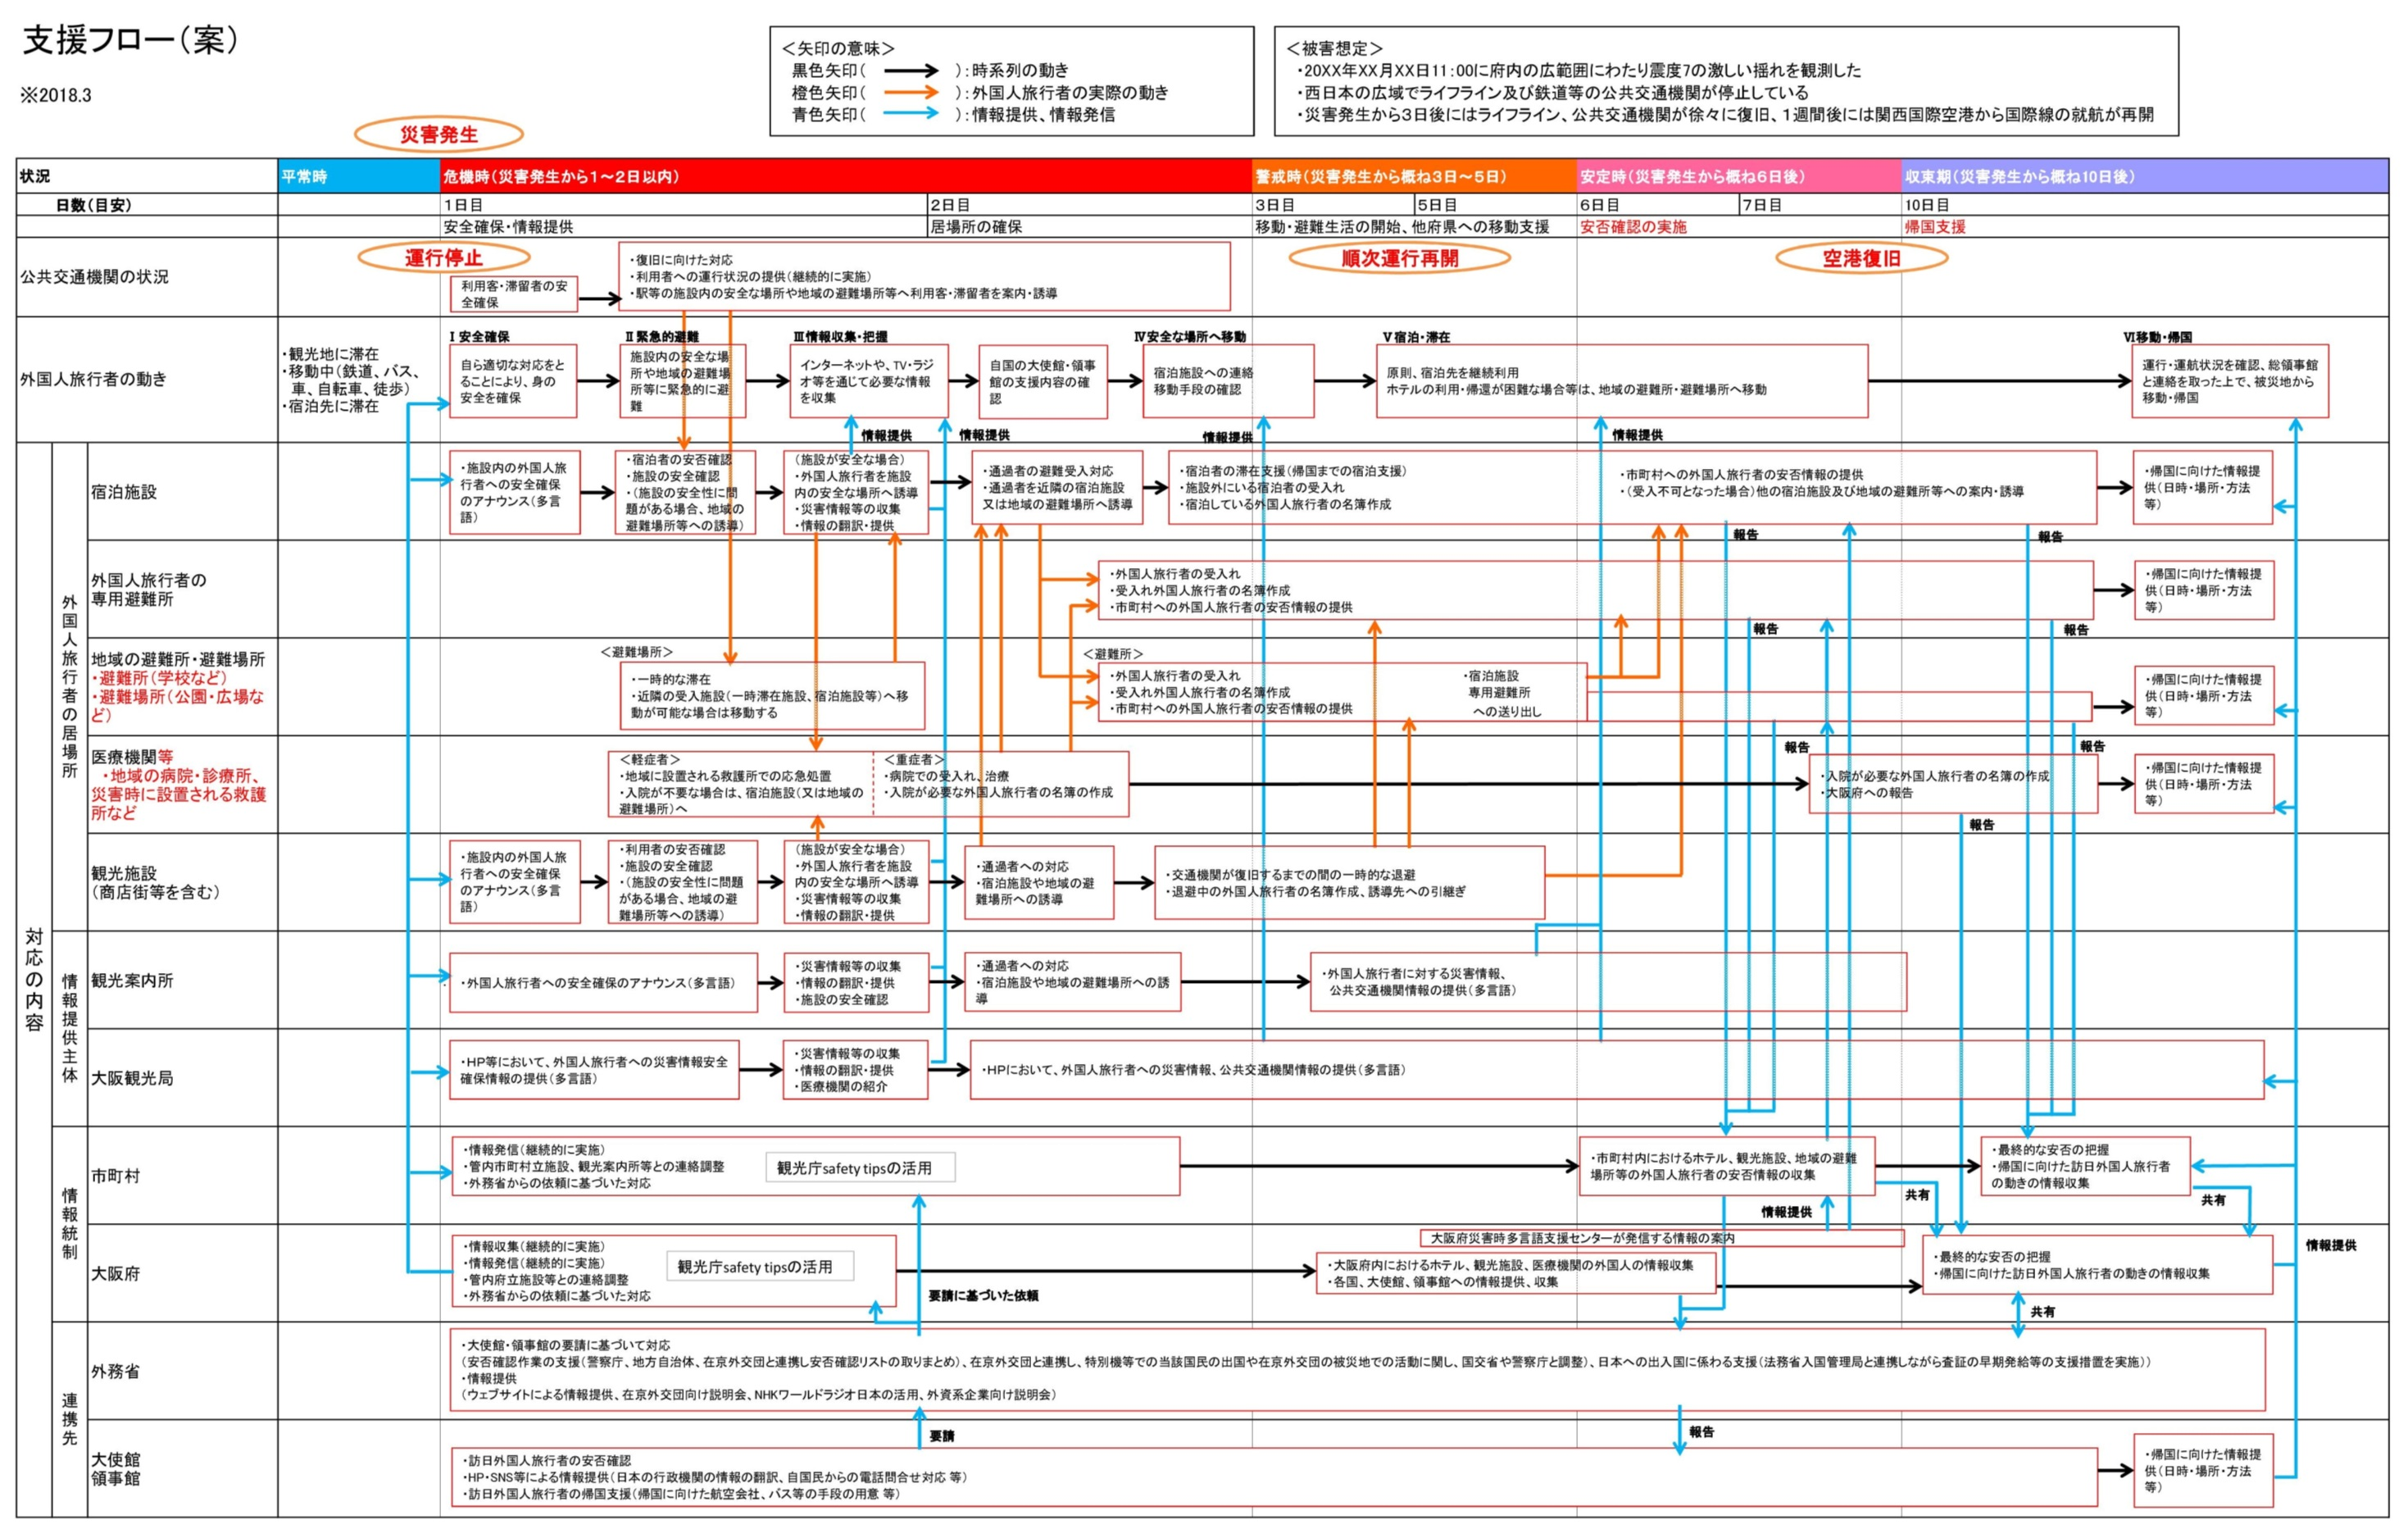 支援フロー（案）
※2018.3
＜矢印の意味＞
黒色矢印（　）：時系列の動き
橙色矢印（　）：外国人旅行者の実際の動き
青色矢印（　）：情報提供、情報発信
＜被害想定＞
・20XX年XX月XX日11：00に府内の広範囲にわたり震度7の激しい揺れを観測した
・西日本の広域でライフライン及び鉄道等の公共交通機関が停止している
・災害発生から３日後にはライフライン、公共交通機関が徐々に復旧、１週間後には関西国際空港から国際線の就航が再開
災害発生
状況
平常時
危機時（災害発生から１～２日以内）
警戒時（災害発生から概ね３日～５日）
安定時（災害発生から概ね６日後）
収束期（災害発生から概ね10日後）
日数（目安）
1日目
2日目
3日目
5日目
6日目
7日目
10日目
安全確保・情報提供
居場所の確保
移動・避難生活の開始、他府県への移動支援
安否確認の実施
帰国支援
公共交通機関の状況
運行停止
利用客・滞留者の安
全確保
・復旧に向けた対応
・利用者への運行状況の提供（継続的に実施）
・駅等の施設内の安全な場所や地域の避難場所等へ利用客・滞留者を案内・誘導
順次運行再開
空港復旧
外国人旅行者の動き
・観光地に滞在
・移動中（鉄道、バス、
車、自転車、徒歩）
・宿泊先に滞在
Ⅰ 安全確保
自ら適切な対応をと
ることにより、身の
安全を確保
Ⅱ 緊急的避難
施設内の安全な場
所や地域の避難場
所等に緊急的に避
難
Ⅲ情報収集・把握
インターネットや、TV・ラジ
オ等を通じて必要な情報
を収集
自国の大使館・領事
館の支援内容の確
認
Ⅳ安全な場所へ移動
宿泊施設への連絡
移動手段の確認
Ⅴ 宿泊・滞在
原則、宿泊先を継続利用
ホテルの利用・帰還が困難な場合等は、地域の避難所・避難場所へ移動
Ⅵ移動・帰国
運行・運航状況を確認、総領事館
と連絡を取った上で、被災地から
移動・帰国
情報提供
情報提供
情報提供
情報提供
対応の内容
外国人旅行者の居場所
宿泊施設
・施設内の外国人旅
行者への安全確保
のアナウンス（多言
語）
・宿泊者の安否確認
・施設の安全確認
・（施設の安全性に問
題がある場合、地域の
避難場所等への誘導）
（施設が安全な場合）
・外国人旅行者を施設
内の安全な場所へ誘導
・災害情報等の収集
・情報の翻訳・提供
・通過者の避難受入対応
・通過者を近隣の宿泊施設
又は地域の避難場所へ誘導
・宿泊者の滞在支援（帰国までの宿泊支援）
・施設外にいる宿泊者の受入れ
・宿泊している外国人旅行者の名簿作成
・市町村への外国人旅行者の安否情報の提供
・（受入不可となった場合）他の宿泊施設及び地域の避難所等への案内・誘導
・帰国に向けた情報提
供（日時・場所・方法
等）
報告
報告
外国人旅行者の
専用避難所
・外国人旅行者の受入れ
・受入れ外国人旅行者の名簿作成
・市町村への外国人旅行者の安否情報の提供
・帰国に向けた情報提
供（日時・場所・方法
等）
報告
報告
地域の避難所・避難場所
・避難所（学校など）
・避難場所（公園・広場な
ど）
＜避難場所＞
・一時的な滞在
・近隣の受入施設（一時滞在施設、宿泊施設等）へ移
動が可能な場合は移動する
＜避難所＞
・外国人旅行者の受入れ
・受入れ外国人旅行者の名簿作成
・市町村への外国人旅行者の安否情報の提供
・宿泊施設
専用避難所
への送り出し
・帰国に向けた情報提
供（日時・場所・方法
等）
報告
報告
医療機関等
・地域の病院・診療所、
災害時に設置される救護
所など
＜軽症者＞
・地域に設置される救護所での応急処置
・入院が不要な場合は、宿泊施設（又は地域の
避難場所）へ
＜重症者＞
・病院での受入れ、治療
・入院が必要な外国人旅行者の名簿の作成
・入院が必要な外国人旅行者の名簿の作成
・大阪府への報告
・帰国に向けた情報提
供（日時・場所・方法
等）
報告
観光施設
（商店街等を含む）
・施設内の外国人旅
行者への安全確保
のアナウンス（多言
語）
・利用者の安否確認
・施設の安全確認
・（施設の安全性に問題
がある場合、地域の避
難場所等への誘導）
（施設が安全な場合）
・外国人旅行者を施設
内の安全な場所へ誘導
・災害情報等の収集
・情報の翻訳・提供
・通過者への対応
・宿泊施設や地域の避
難場所への誘導
・交通機関が復旧するまでの間の一時的な退避
・退避中の外国人旅行者の名簿作成、誘導先への引継ぎ
情報提供主体
観光案内所
・外国人旅行者への安全確保のアナウンス（多言語）
・災害情報等の収集
・情報の翻訳・提供
・施設の安全確認
・通過者への対応
・宿泊施設や地域の避難場所への誘
導
・外国人旅行者に対する災害情報、
公共交通機関情報の提供（多言語）
大阪観光局
・HP等において、外国人旅行者への災害情報安全
確保情報の提供（多言語）
・災害情報等の収集
・情報の翻訳・提供
・医療機関の紹介
・HPにおいて、外国人旅行者への災害情報、公共交通機関情報の提供（多言語）
情報統制
市町村
・情報発信（継続的に実施）
・管内市町村立施設、観光案内所等との連絡調整
・外務省からの依頼に基づいた対応
観光庁safety tipsの活用
・市町村内におけるホテル、観光施設、地域の避難
場所等の外国人旅行者の安否情報の収集
・最終的な安否の把握
・帰国に向けた訪日外国人旅行者
の動きの情報収集
共有
共有
情報提供
大阪府
・情報収集（継続的に実施）
・情報発信（継続的に実施）
・管内府立施設等との連絡調整
・外務省からの依頼に基づいた対応
観光庁safety tipsの活用
要請に基づいた依頼
大阪府災害時多言語支援センターが発信する情報の案内
・大阪府内におけるホテル、観光施設、医療機関の外国人の情報収集
・各国、大使館、領事館への情報提供、収集
・最終的な安否の把握
・帰国に向けた訪日外国人旅行者の動きの情報収集
情報提供
共有
連携先
外務省
・大使館・領事館の要請に基づいて対応
（安否確認作業の支援（警察庁、地方自治体、在京外交団と連携し安否確認リストの取りまとめ）、在京外交団と連携し、特別機等での当該国民の出国や在京外交団の被災地での活動に関し、国交省や警察庁と調整）、日本への出入国に係わる支援（法務省入国管理局と連携しながら査証の早期発給等の支援措置を実施））
・情報提供
（ウェブサイトによる情報提供、在京外交団向け説明会、NHKワールドラジオ日本の活用、外資系企業向け説明会）
要請
報告
大使館
領事館
・訪日外国人旅行者の安否確認
・HP・SNS等による情報提供（日本の行政機関の情報の翻訳、自国民からの電話問合せ対応 等）
・訪日外国人旅行者の帰国支援（帰国に向けた航空会社、バス等の手段の用意 等）
・帰国に向けた情報提
供（日時・場所・方法
等）